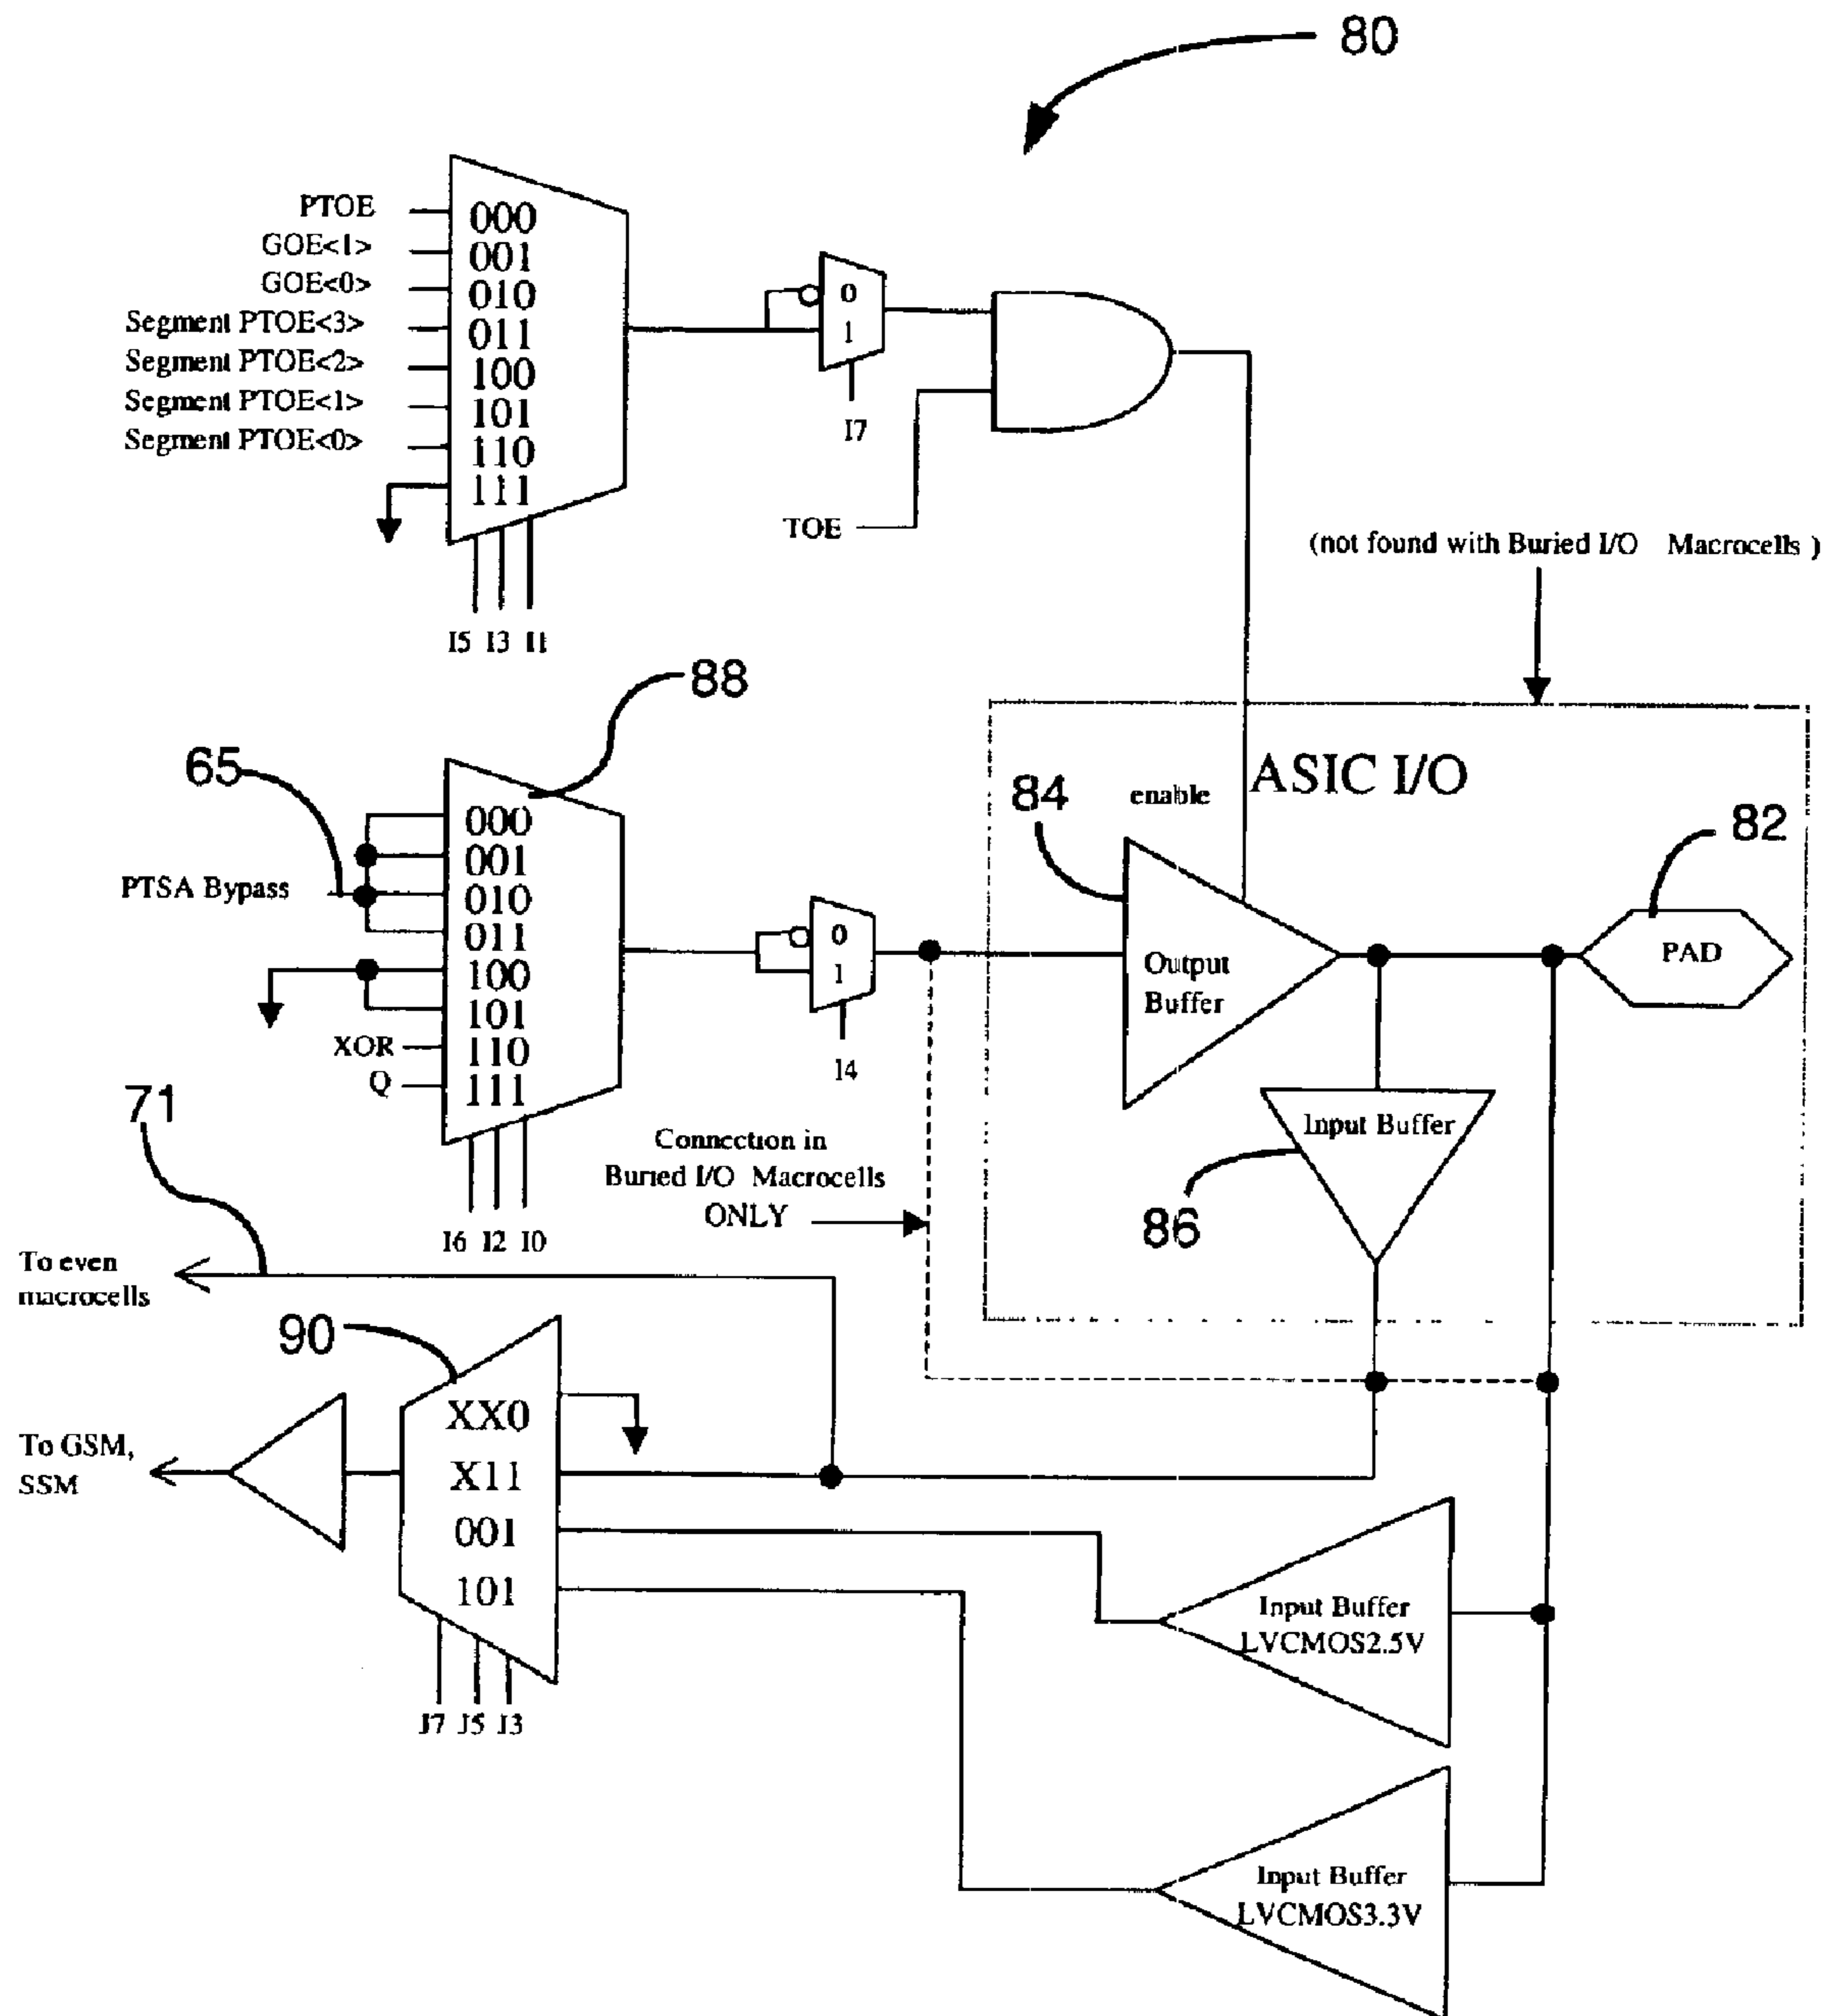 80
PTOE
GOE<1>
GOE<0>
Segment PTOE<3>
Segment PTOE<2>
Segment PTOE<1>
Segment PTOE<0>
000
001
010
011
100
101
110
111
I5 I3 I1
0
1
I7
TOE
(not found with Buried I/O Macrocells )
88
65
PTSA Bypass
XOR
Q
000
001
010
011
100
101
110
111
I6 I2 I0
0
1
I4
ASIC I/O
84
enable
82
Output
Buffer
PAD
Input Buffer
86
Connection in
Buried I/O Macrocells
ONLY
71
To even
macrocells
90
XX0
X11
001
101
To GSM,
SSM
J7 J5 J3
Input Buffer
LVCMOS2.5V
Input Buffer
LVCMOS3.3V